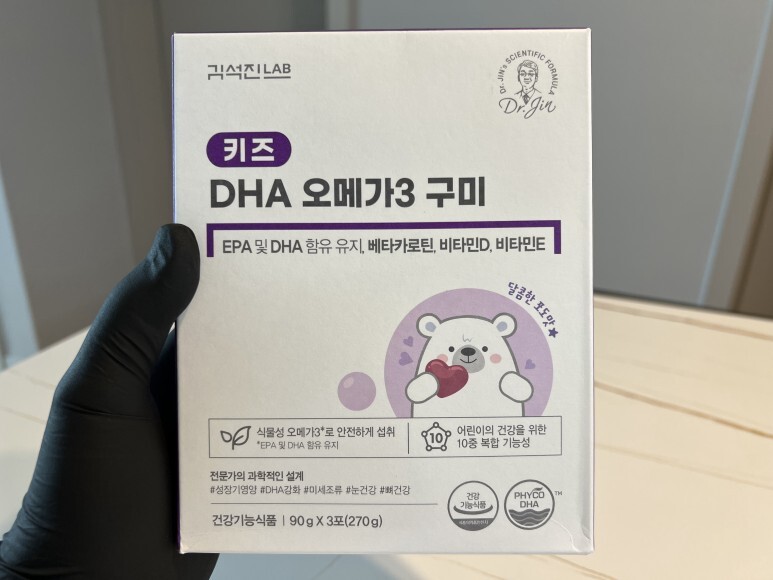 김석진LAB
Dr. JIN's SCIENTIFIC FORMULA
Dr.Jin
키즈
DHA 오메가3 구미
EPA 및 DHA 함유 유지, 베타카로틴, 비타민D, 비타민E
달콤한 포도맛
식물성 오메가3*로 안전하게 섭취
*EPA 및 DHA 함유 유지
10
어린이의 건강을 위한
10중 복합 기능성
전문가의 과학적인 설계
#성장기영양 #DHA강화 #미세조류 #눈건강 #뼈건강
건강기능식품 | 90g X 3포(270g)
건강
기능식품
PHYCO
DHA
TM